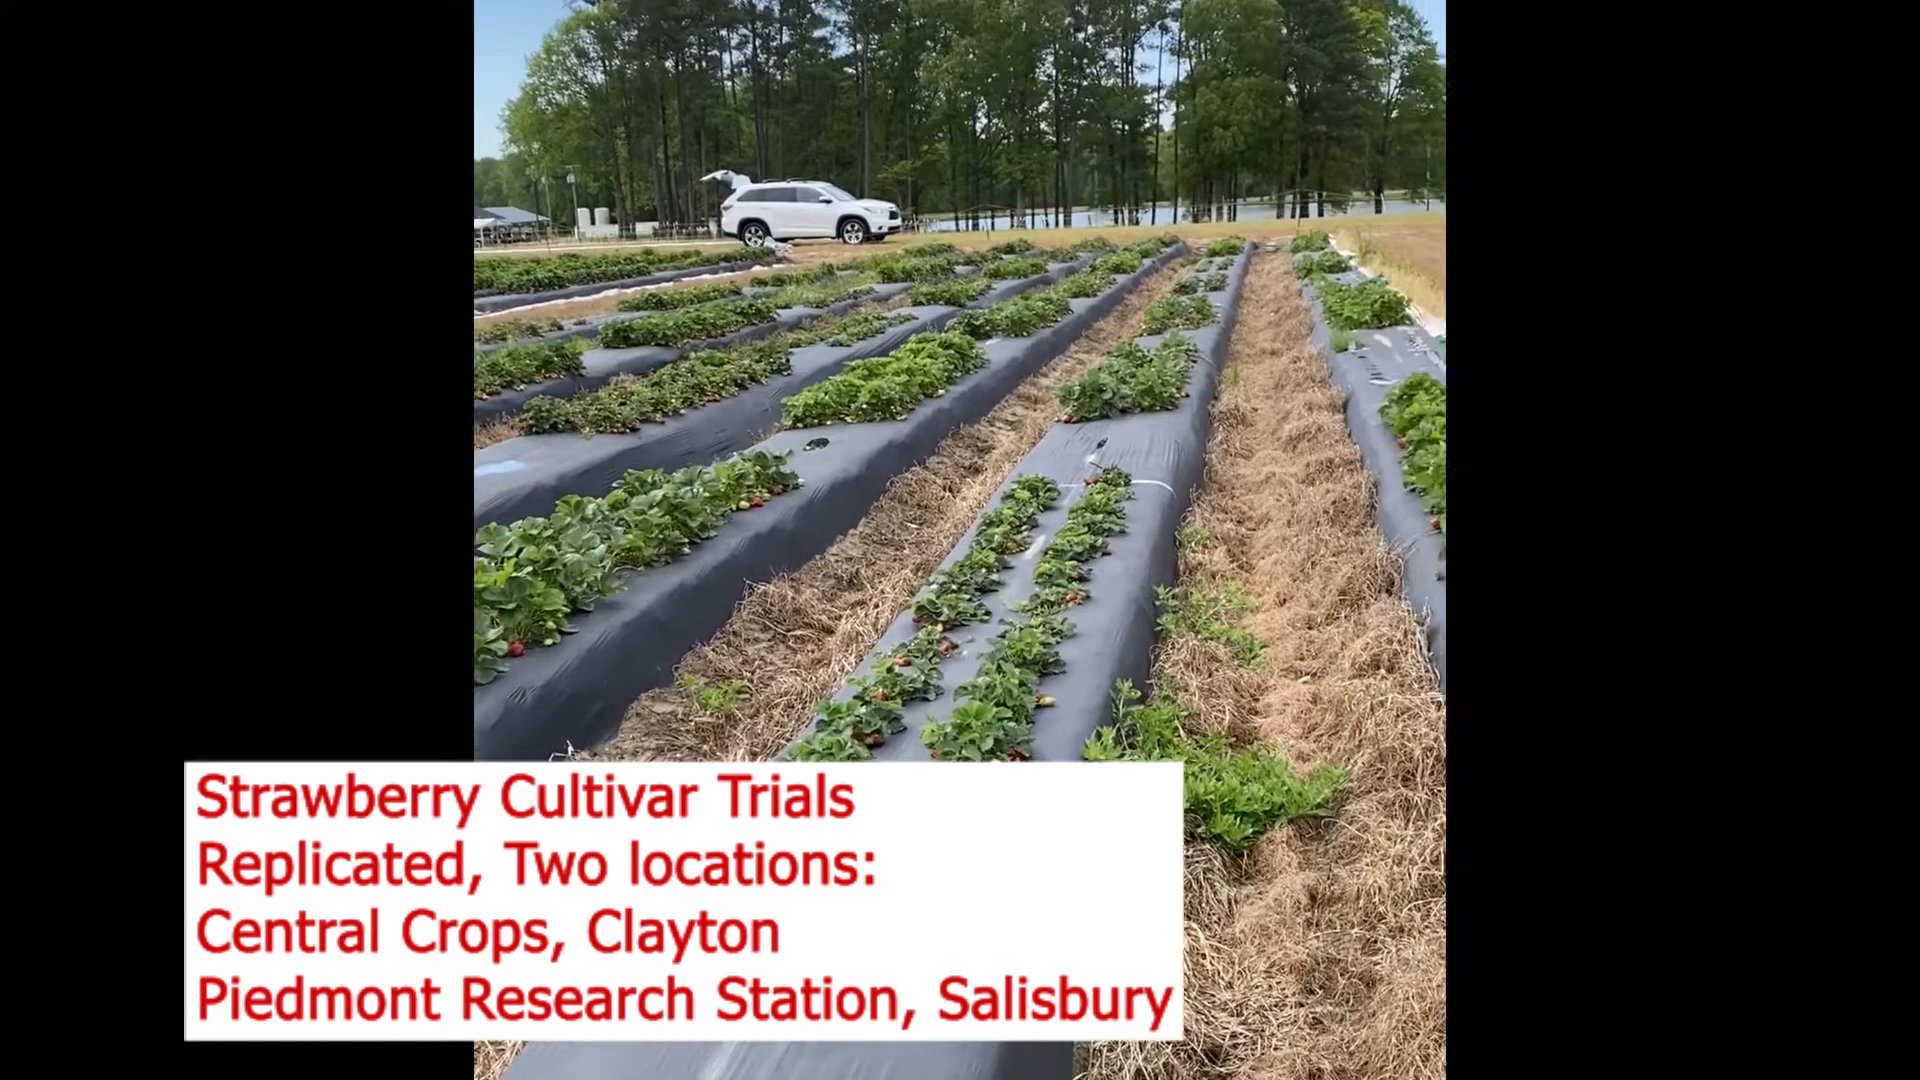 Strawberry Cultivar Trials
Replicated, Two locations:
Central Crops, Clayton
Piedmont Research Station, Salisbury